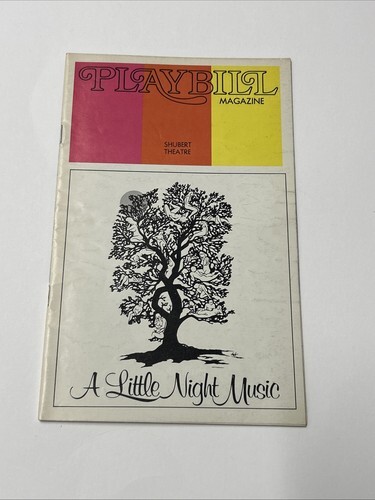 PLAYBILL
MAGAZINE
SHUBERT
THEATRE
A Little Night Music